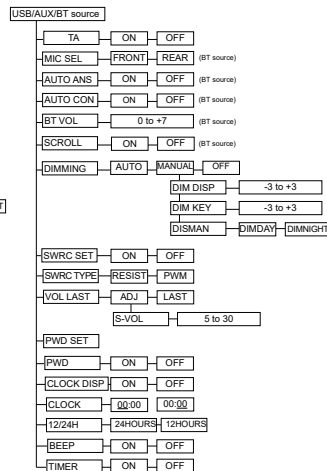 USB/AUX/BT source
TA ON OFF
MIC SEL FRONT REAR (BT source)
AUTO ANS ON OFF (BT source)
AUTO CON ON OFF (BT source)
BT VOL 0 to +7 (BT source)
SCROLL ON OFF (BT source)
DIMMING AUTO MANUAL OFF
DIM DISP -3 to +3
T
DIM KEY -3 to +3
DISMAN DIMDAY DIMNIGHT
SWRC SET ON OFF
SWRC TYPE RESIST PWM
VOL LAST ADJ LAST
S-VOL 5 to 30
PWD SET
PWD ON OFF
CLOCK DISP ON OFF
CLOCK 00:00 00:00
12/24H 24HOURS 12HOURS
BEEP ON OFF
TIMER ON OFF